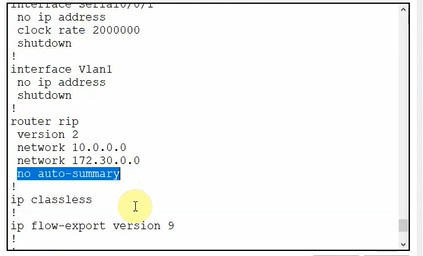 interface Serial0/0/1
no ip address
clock rate 2000000
shutdown
!
interface Vlan1
no ip address
shutdown
!
router rip
version 2
network 10.0.0.0
network 172.30.0.0
no auto-summary
!
ip classless
!
ip flow-export version 9
!